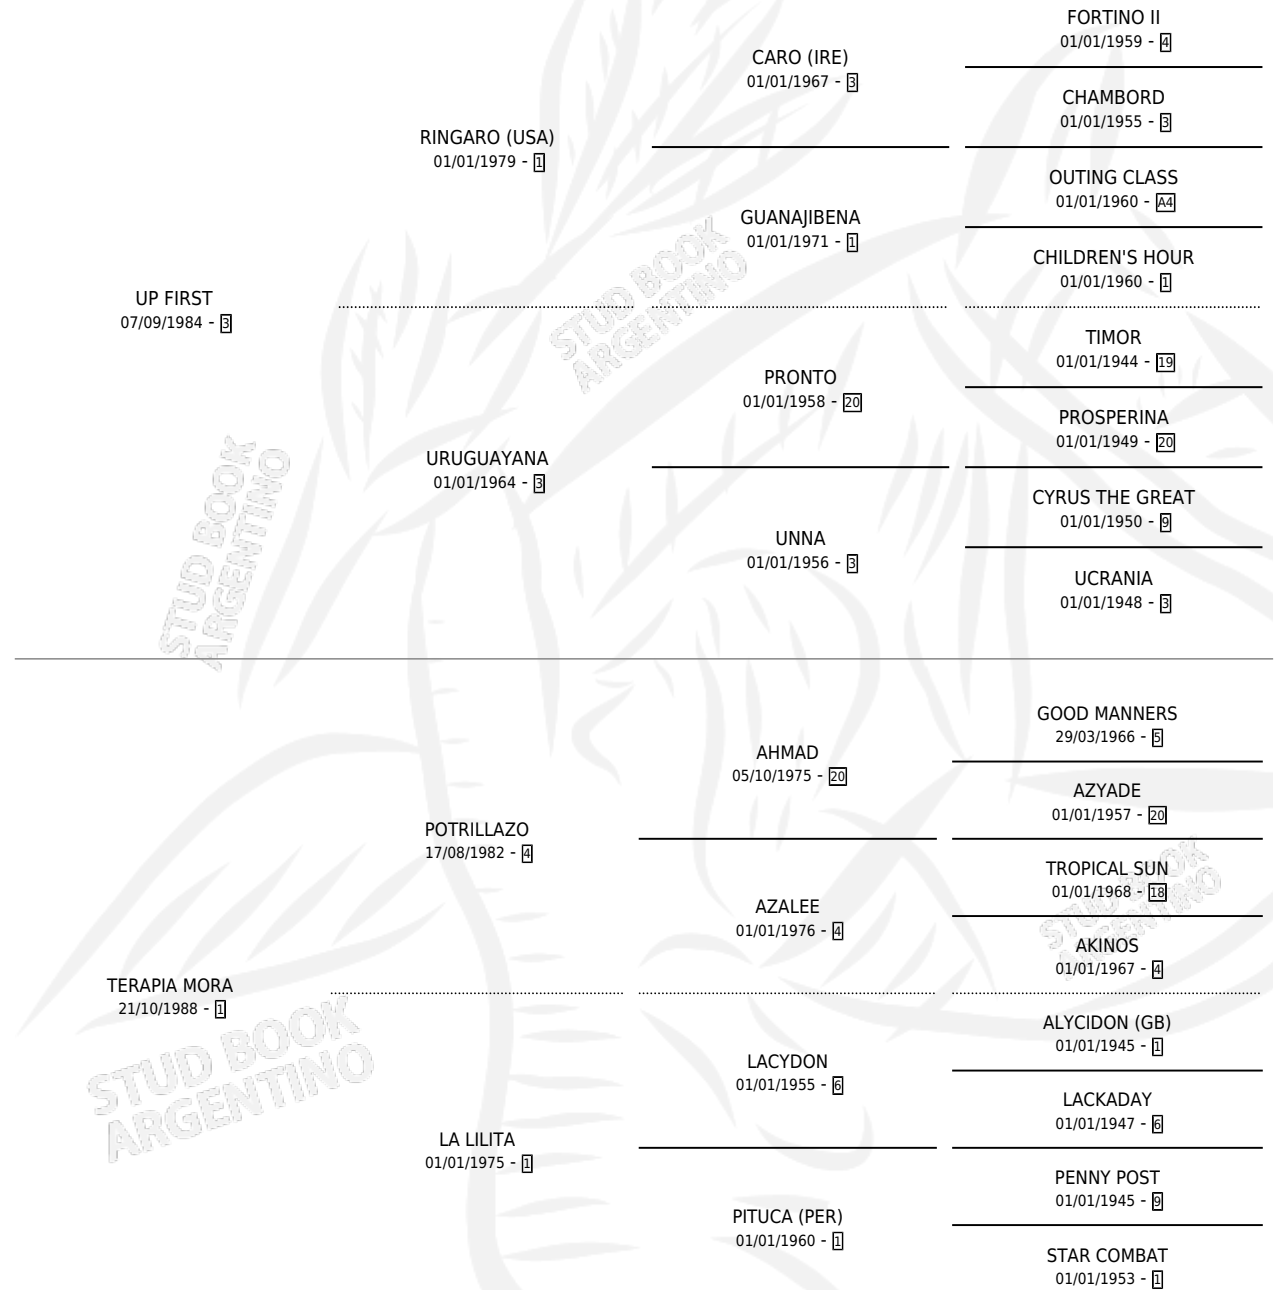 FORTINO II
01/01/1959 - 4
CARO (IRE)
01/01/1967 - 3
CHAMBORD
01/01/1955 - 3
RINGARO (USA)
01/01/1979 - 1
OUTING CLASS
01/01/1960 - A4
GUANAJIBENA
01/01/1971 - 1
CHILDREN'S HOUR
01/01/1960 - 1
UP FIRST
07/09/1984 - 3
TIMOR
01/01/1944 - 19
PRONTO
01/01/1958 - 20
PROSPERINA
01/01/1949 - 20
URUGUAYANA
01/01/1964 - 3
CYRUS THE GREAT
01/01/1950 - 9
UNNA
01/01/1956 - 3
UCRANIA
01/01/1948 - 3
GOOD MANNERS
29/03/1966 - 5
AHMAD
05/10/1975 - 20
AZYADE
01/01/1957 - 20
POTRILLAZO
17/08/1982 - 4
TROPICAL SUN
01/01/1968 - 18
AZALEE
01/01/1976 - 4
AKINOS
01/01/1967 - 4
TERAPIA MORA
21/10/1988 - 1
ALYCIDON (GB)
01/01/1945 - 1
LACYDON
01/01/1955 - 6
LACKADAY
01/01/1947 - 6
LA LILITA
01/01/1975 - 1
PENNY POST
01/01/1945 - 9
PITUCA (PER)
01/01/1960 - 1
STAR COMBAT
01/01/1953 - 1
STUD BOOK
ARGENTINO
STUD BOOK
ARGENTINO
STUD BOOK
ARGENTINO
STUD BOOK
ARGENTINO